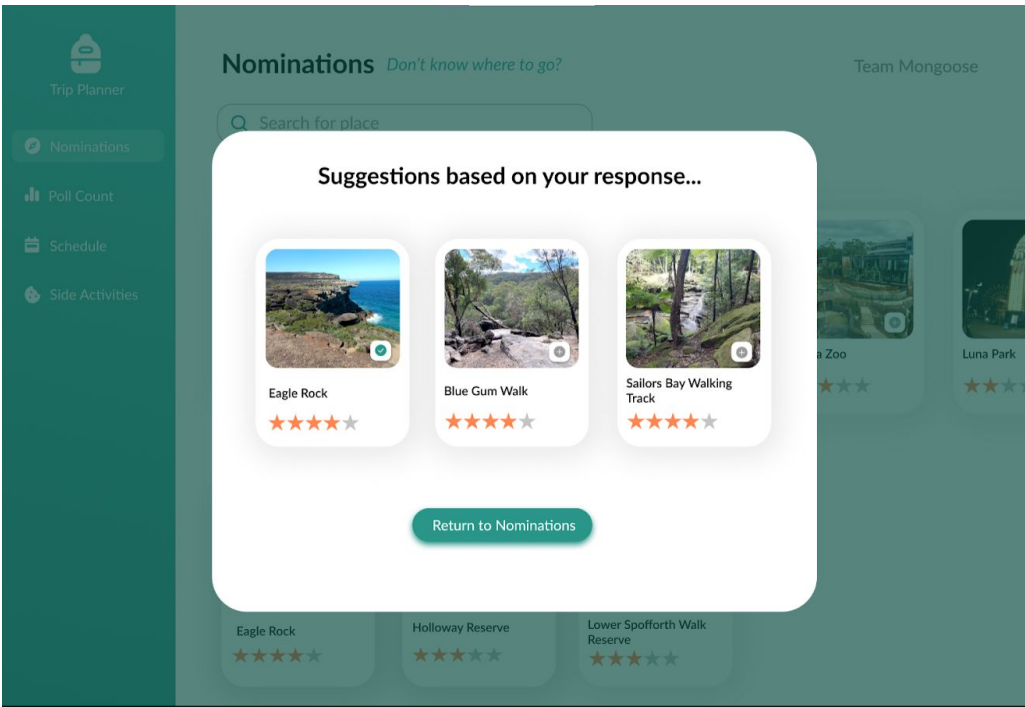 Trip Planner
Nominations
Poll Count
Schedule
Side Activities
Nominations Don't know where to go?
Team Mongoose
Search for place
Suggestions based on your response...
Eagle Rock
Blue Gum Walk
Sailors Bay Walking
Track
a Zoo
Luna Park
Return to Nominations
Eagle Rock
Holloway Reserve
Lower Spofforth Walk
Reserve